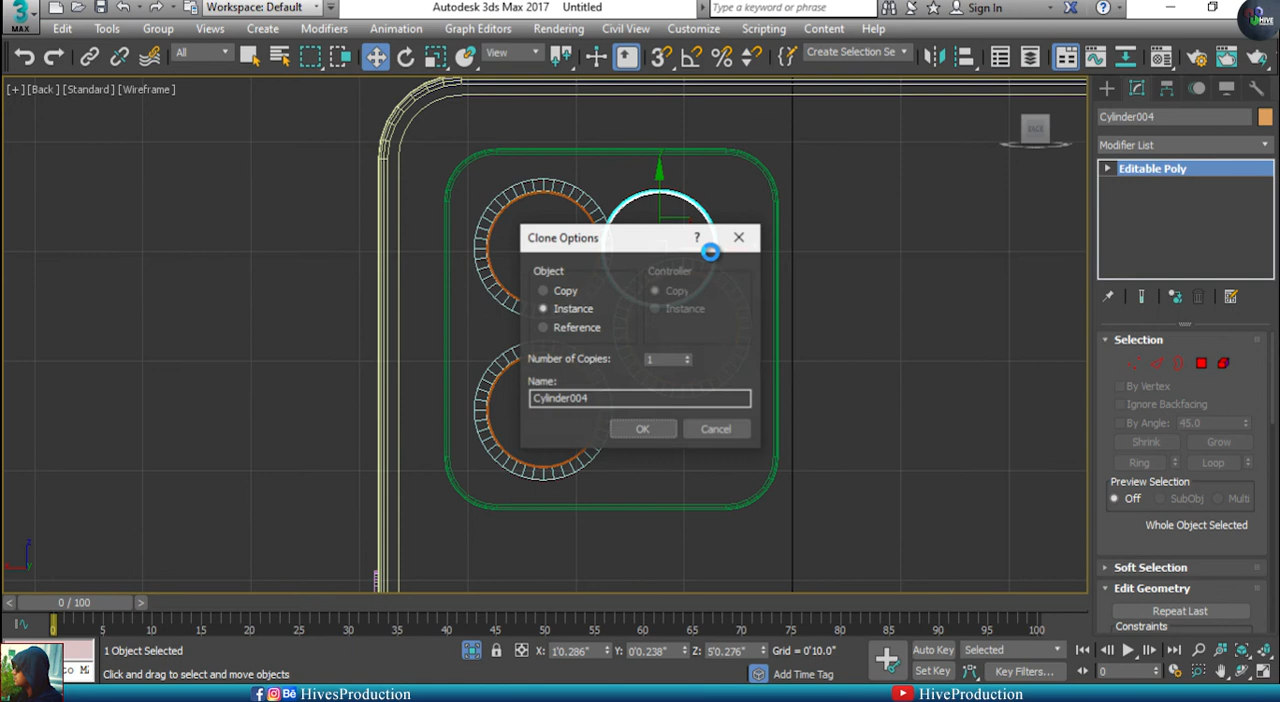 3
MAX
Workspace: Default
Autodesk 3ds Max 2017 Untitled
Type a keyword or phrase
Sign In
HIVE
Edit Tools Group Views Create Modifiers Animation Graph Editors Rendering Civil View Customize Scripting Content Help
All
View
Create Selection Se
[+] [Back] [Standard] [Wireframe]
BACK
Cylinder004
Modifier List
Editable Poly
Clone Options ?
Object
Controller
Copy
Copy
Instance
Instance
Reference
Number of Copies: 1
Name:
Cylinder004
OK Cancel
Selection
By Vertex
Ignore Backfacing
By Angle: 45.0
Shrink Grow
Ring Loop
Preview Selection
Off SubObj Multi
Whole Object Selected
Soft Selection
Edit Geometry
Repeat Last
Constraints
z
x
y
< 0 / 100 >
0 5 10 15 20 25 30 35 40 45 50 55 60 65 70 75 80 85 90 95 100
1 Object Selected
X: 1'0.286" Y: 0'0.238" Z: 5'0.276" Grid = 0'10.0"
Auto Key Selected
to Mi
Click and drag to select and move objects
Add Time Tag
Set Key Key Filters...
0
HivesProduction
HiveProduction